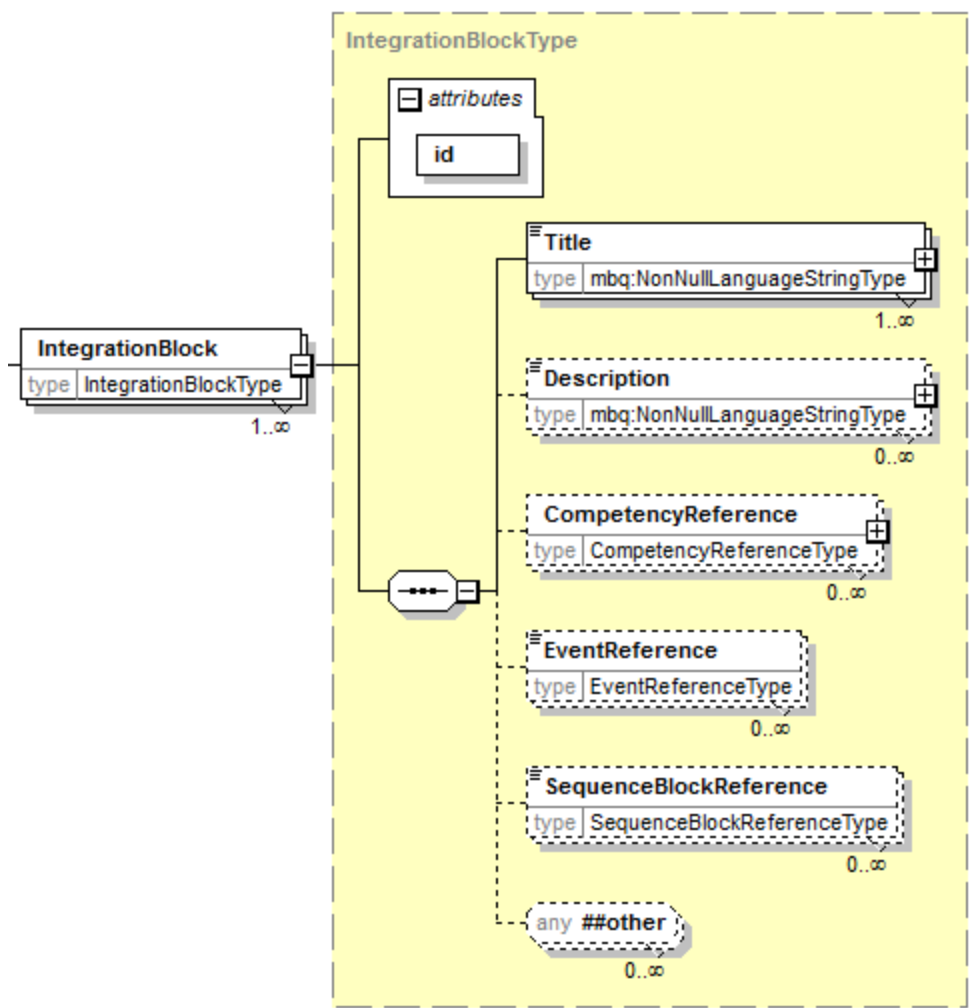 IntegrationBlockType
attributes
id
Title
type mbq:NonNullLanguageStringType
1..∞
IntegrationBlock
type IntegrationBlockType
1..∞
Description
type mbq:NonNullLanguageStringType
0..∞
CompetencyReference
type CompetencyReferenceType
0..∞
EventReference
type EventReferenceType
0..∞
SequenceBlockReference
type SequenceBlockReferenceType
0..∞
any ##other
0..∞